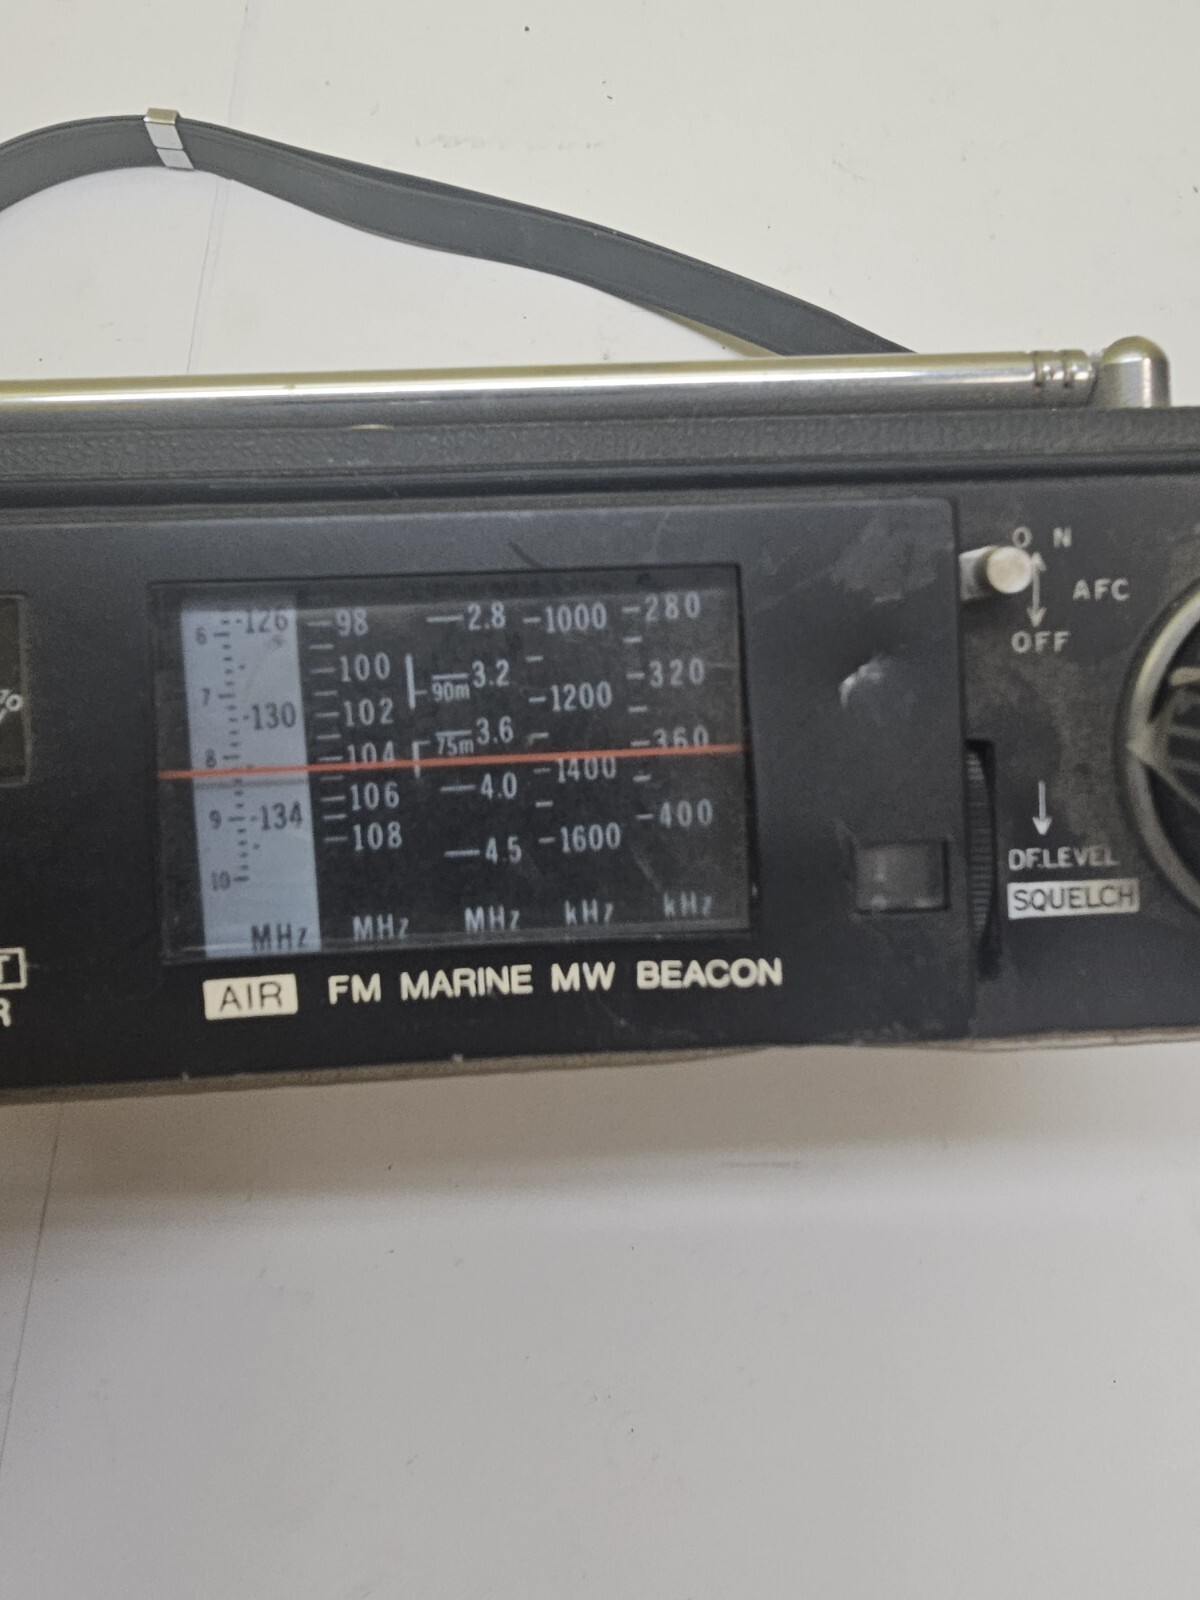 ON
AFC
OFF
6 -126 -98 -2.8 -1000 -280
7 -130 100 90m 3.2 -1200 -320
102
8 104 75m 3.6 -1400 -360
9 -134 106 4.0 -400
10 108 4.5 -1600
MHz MHz MHz kHz kHz
AIR FM MARINE MW BEACON
DF.LEVEL
SQUELCH